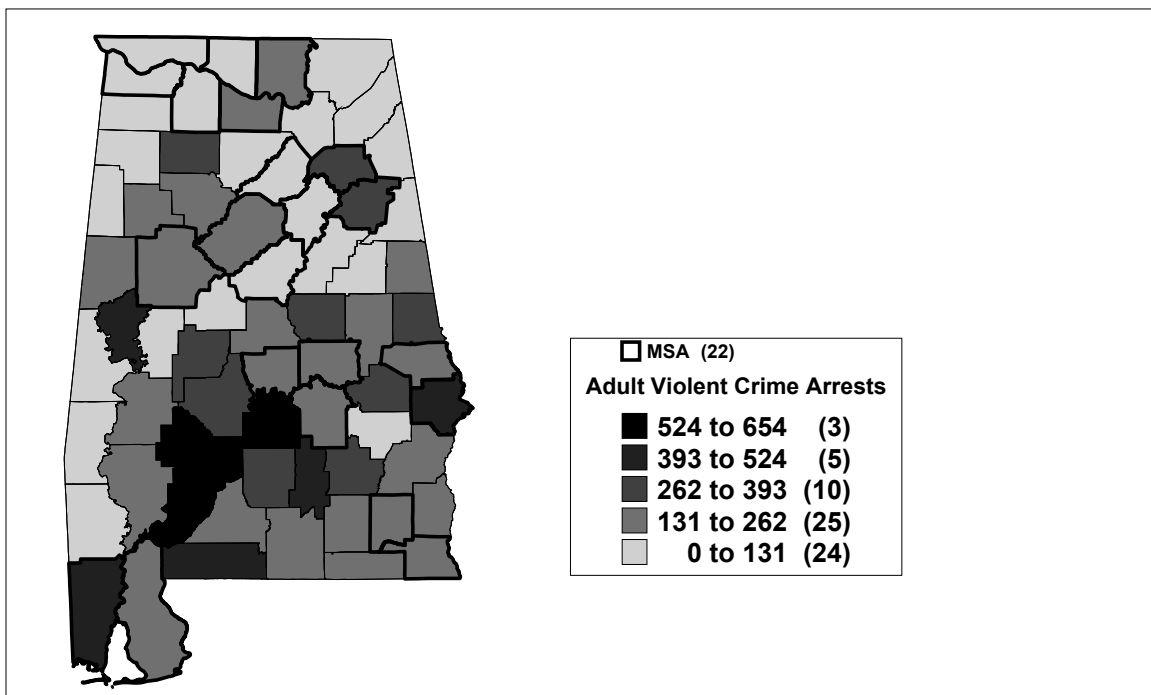 MSA (22)
Adult Violent Crime Arrests
524 to 654 (3)
393 to 524 (5)
262 to 393 (10)
131 to 262 (25)
0 to 131 (24)